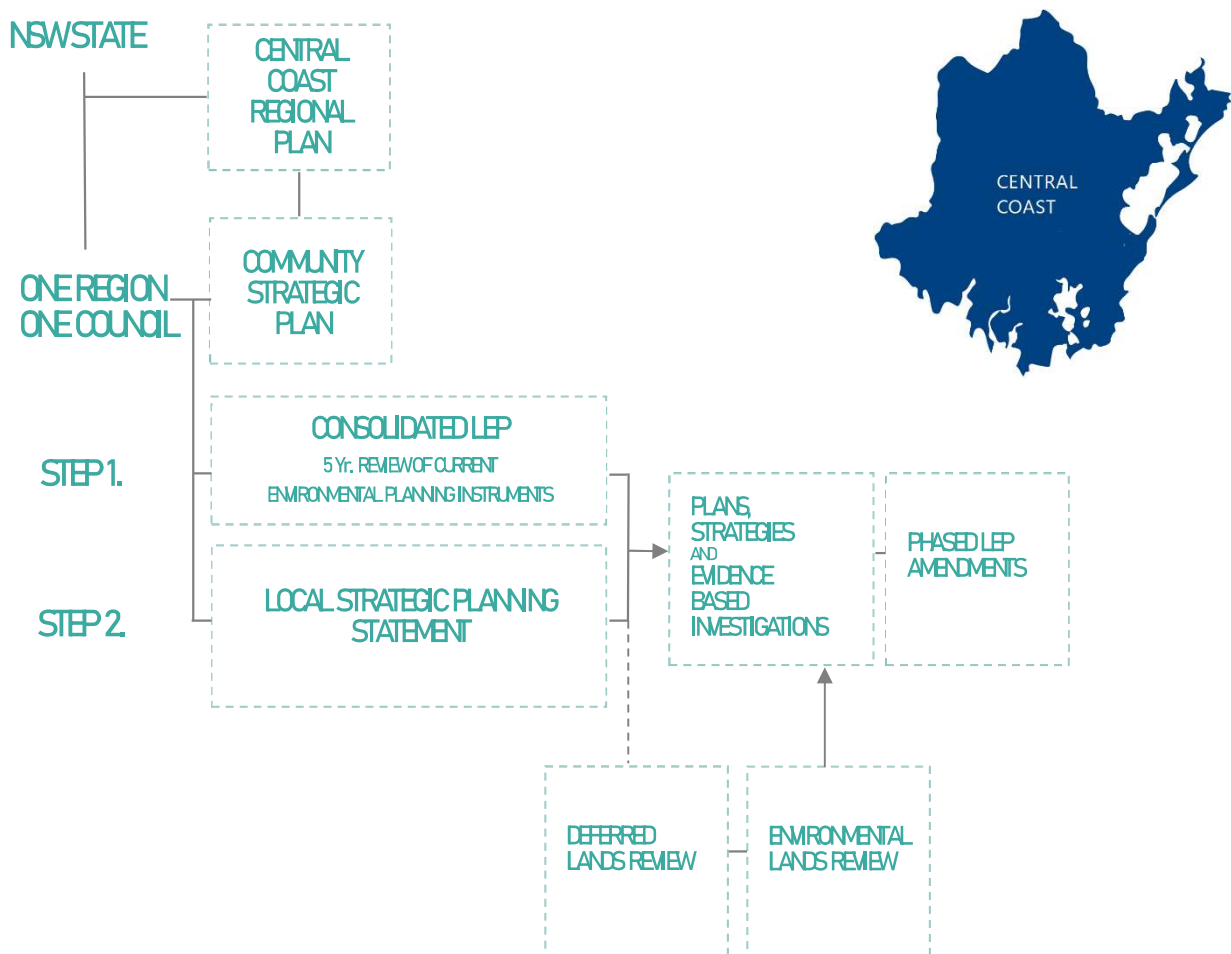 NSW STATE
CENTRAL
COAST
REGIONAL
PLAN
CENTRAL
COAST
ONE REGION
ONE COUNCIL
COMMUNITY
STRATEGIC
PLAN
STEP 1.
CONSOLIDATED LEP
5 Yr. REVIEW OF CURRENT
ENVIRONMENTAL PLANNING INSTRUMENTS
STEP 2.
LOCAL STRATEGIC PLANNING
STATEMENT
PLANS,
STRATEGIES
AND
EVIDENCE
BASED
INVESTIGATIONS
PHASED LEP
AMENDMENTS
DEFERRED
LANDS REVIEW
ENVIRONMENTAL
LANDS REVIEW